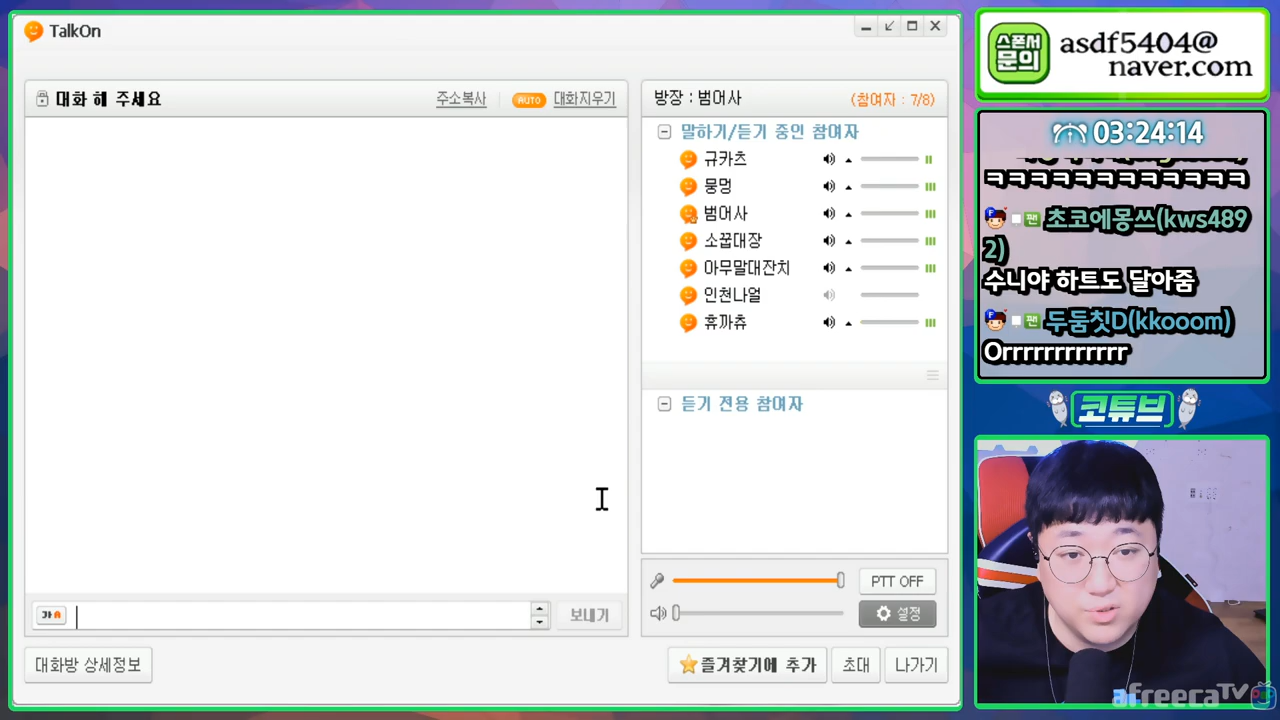 TalkOn
대화 해 주세요
주소복사
AUTO 대화지우기
방장 : 범어사
(참여자 : 7/8)
말하기/듣기 중인 참여자
규카츠
뭉멍
범어사
소꿉대장
아무말대잔치
인천나얼
휴까츄
듣기 전용 참여자
가
보내기
PTT OFF
설정
대화방 상세정보
즐겨찾기에 추가
초대
나가기
스폰서
문의
asdf5404@
naver.com
03:24:14
ㅋㅋㅋㅋㅋㅋㅋㅋㅋㅋㅋㅋ
F 팬 초코에몽쓰(kws489
2)
수니야 하트도 달아줌
F 팬 두둠칫D(kkooom)
Orrrrrrrrrrrr
코튜브
afreecaTV